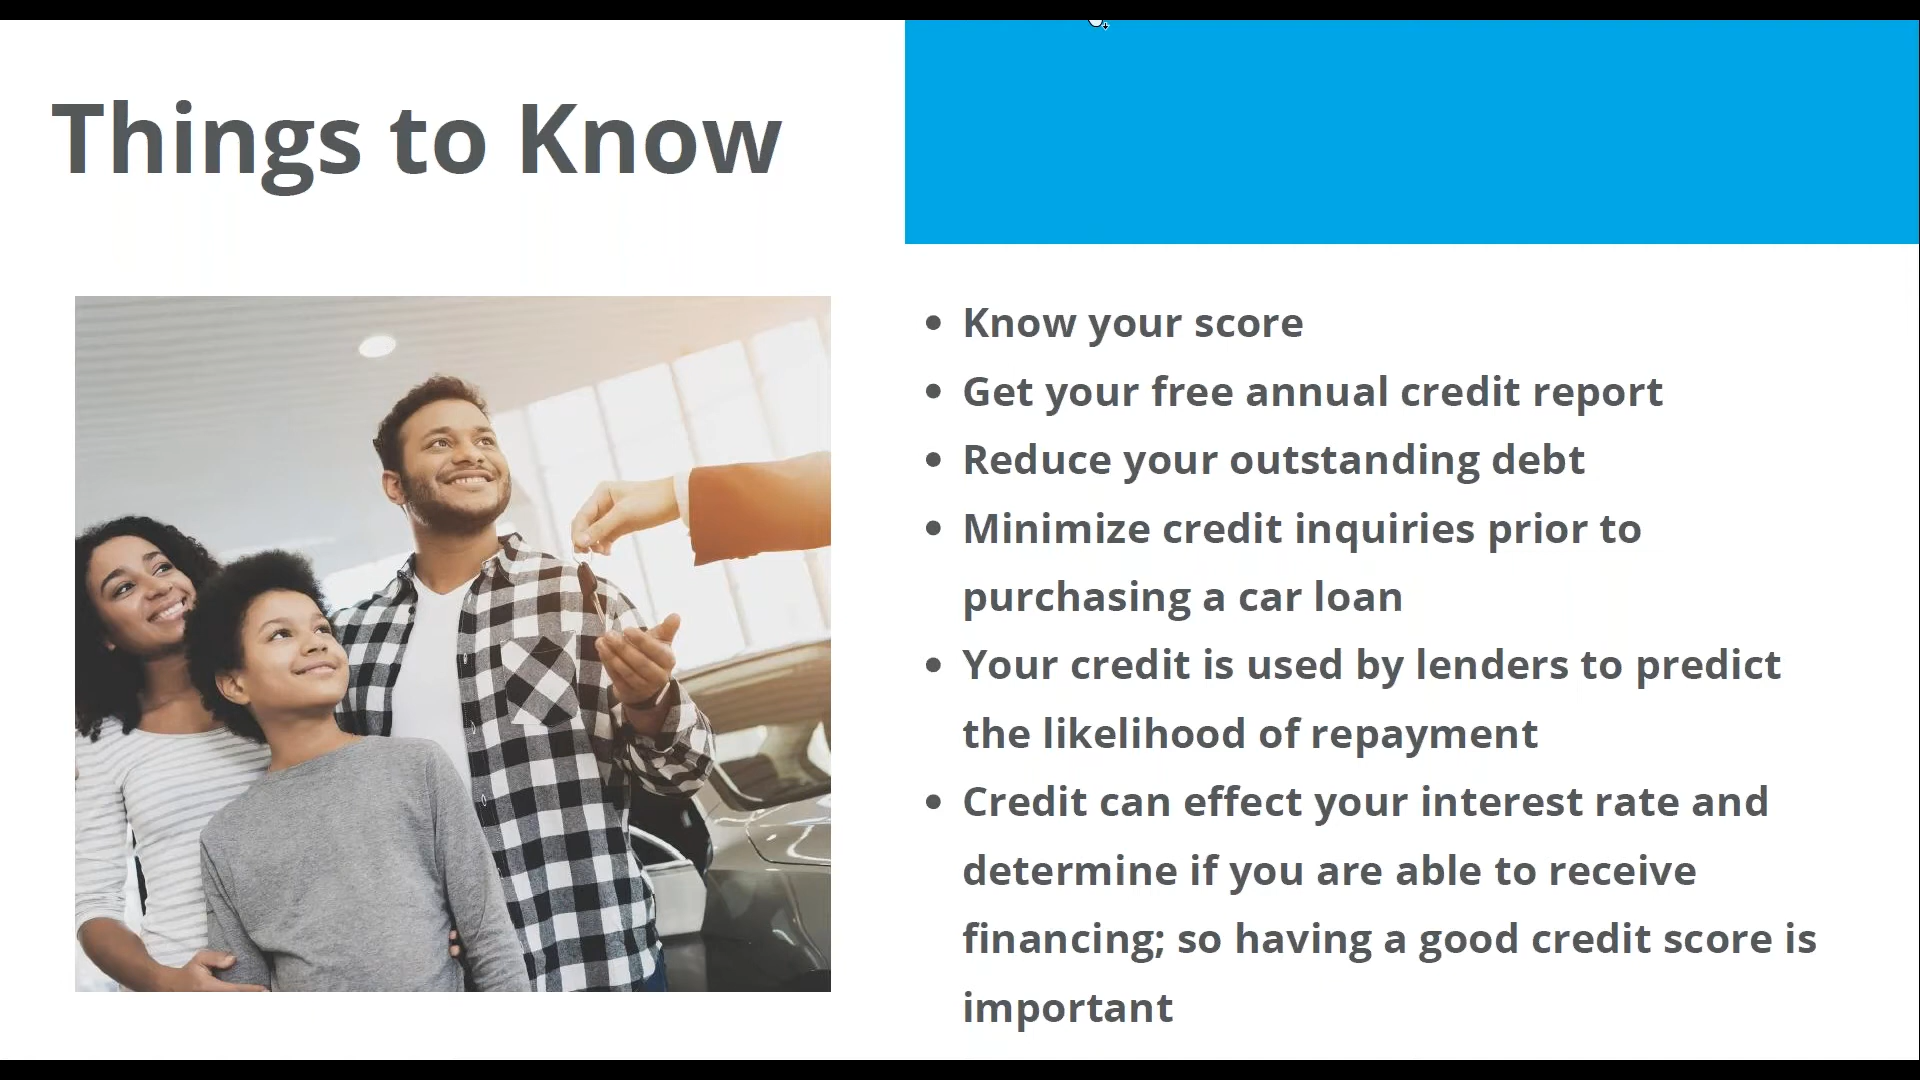 Things to Know
• Know your score
• Get your free annual credit report
• Reduce your outstanding debt
• Minimize credit inquiries prior to
purchasing a car loan
• Your credit is used by lenders to predict
the likelihood of repayment
• Credit can effect your interest rate and
determine if you are able to receive
financing; so having a good credit score is
important